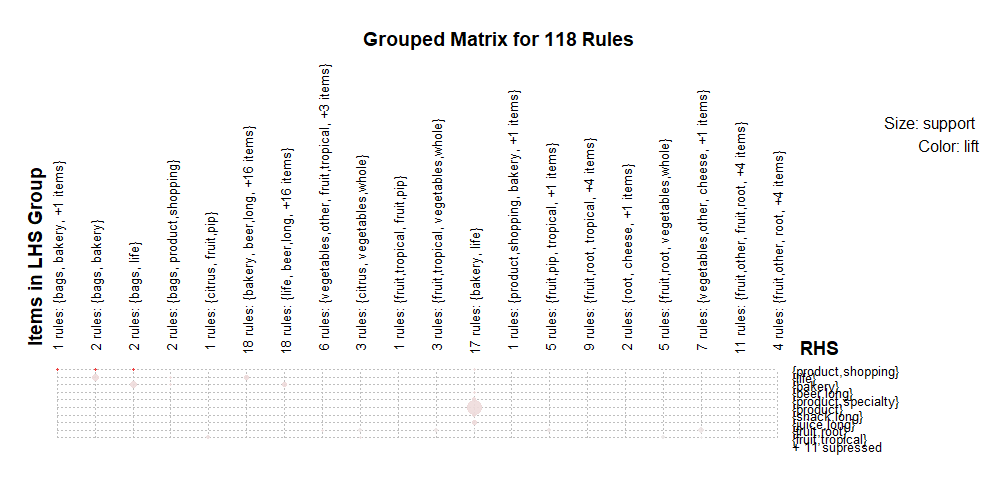 Grouped Matrix for 118 Rules
Size: support
Color: lift
Items in LHS Group
1 rules: {bags, bakery, +1 items}
2 rules: {bags, bakery}
2 rules: {bags, life}
2 rules: {bags, product,shopping}
1 rules: {citrus, fruit,pip}
18 rules: {bakery, beer,long, +16 items}
18 rules: {life, beer,long, +16 items}
6 rules: {vegetables,other, fruit,tropical, +3 items}
3 rules: {citrus, vegetables,whole}
1 rules: {fruit,tropical, fruit,pip}
3 rules: {fruit,tropical, vegetables,whole}
17 rules: {bakery, life}
1 rules: {product,shopping, bakery, +1 items}
5 rules: {fruit,pip, tropical, +1 items}
9 rules: {fruit,root, tropical, +4 items}
2 rules: {root, cheese, +1 items}
5 rules: {fruit,root, vegetables,whole}
7 rules: {vegetables,other, cheese, +1 items}
11 rules: {fruit,other, fruit,root, +4 items}
4 rules: {fruit,other, root, +4 items}
RHS
{product,shopping}
{life}
{bakery}
{beer,long}
{product,specialty}
{product}
{snack,long}
{juice,long}
{fruit,root}
{fruit,tropical}
+ 11 supressed